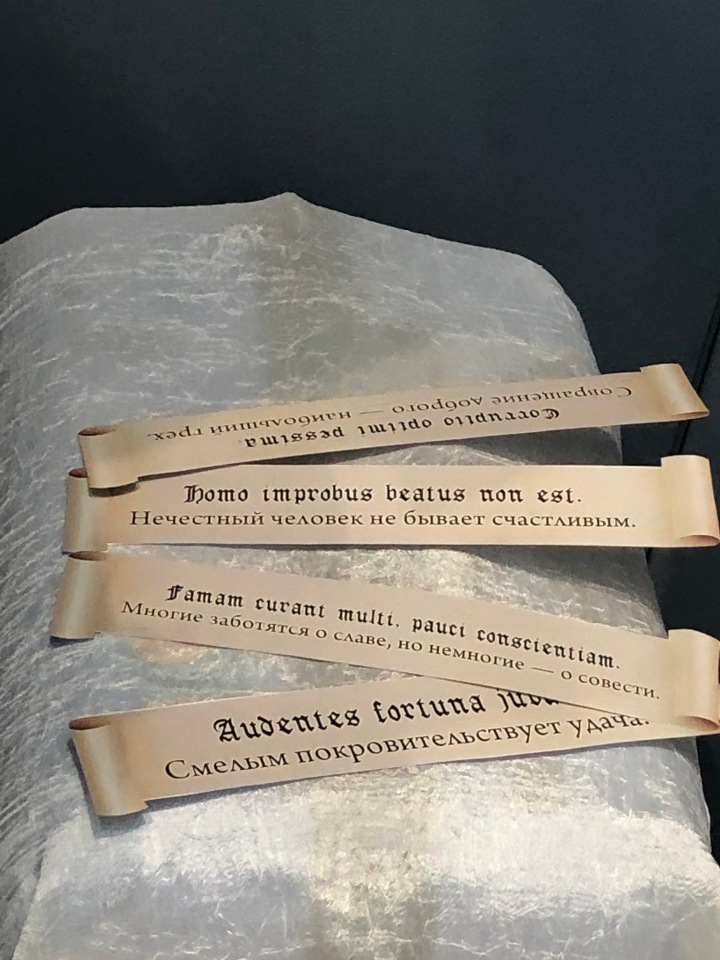 Corruptio optimi pessima.
Совращение доброго — наибольший грех.
Homo improbus beatus non est.
Нечестный человек не бывает счастливым.
Famam curant multi, pauci conscientiam.
Многие заботятся о славе, но немногие — о совести.
Audentes fortuna
Смелым покровительствует удача.